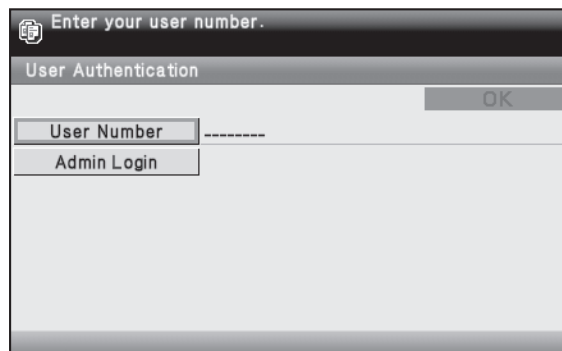 Enter your user number.
User Authentication
OK
User Number --------
Admin Login